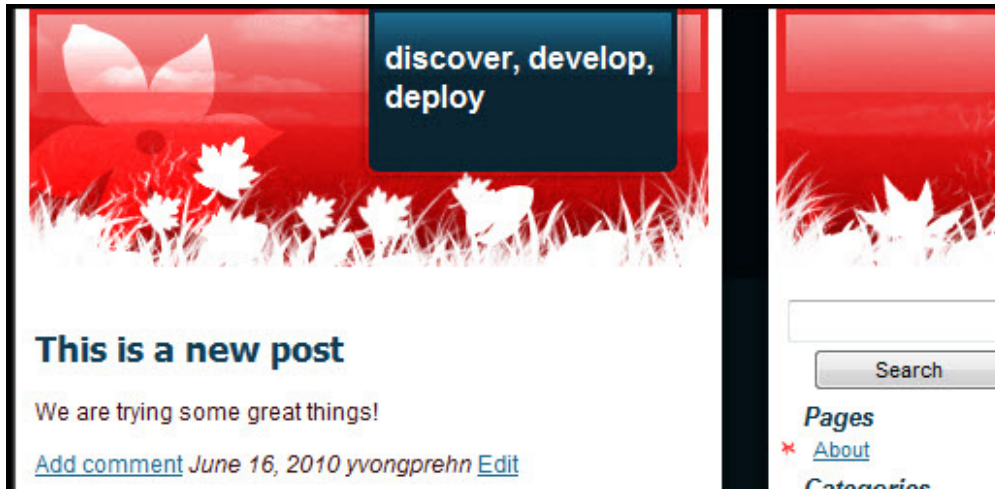 discover, develop,
deploy
This is a new post
We are trying some great things!
Add comment June 16, 2010 yvongprehn Edit
Search
Pages
About
Categories